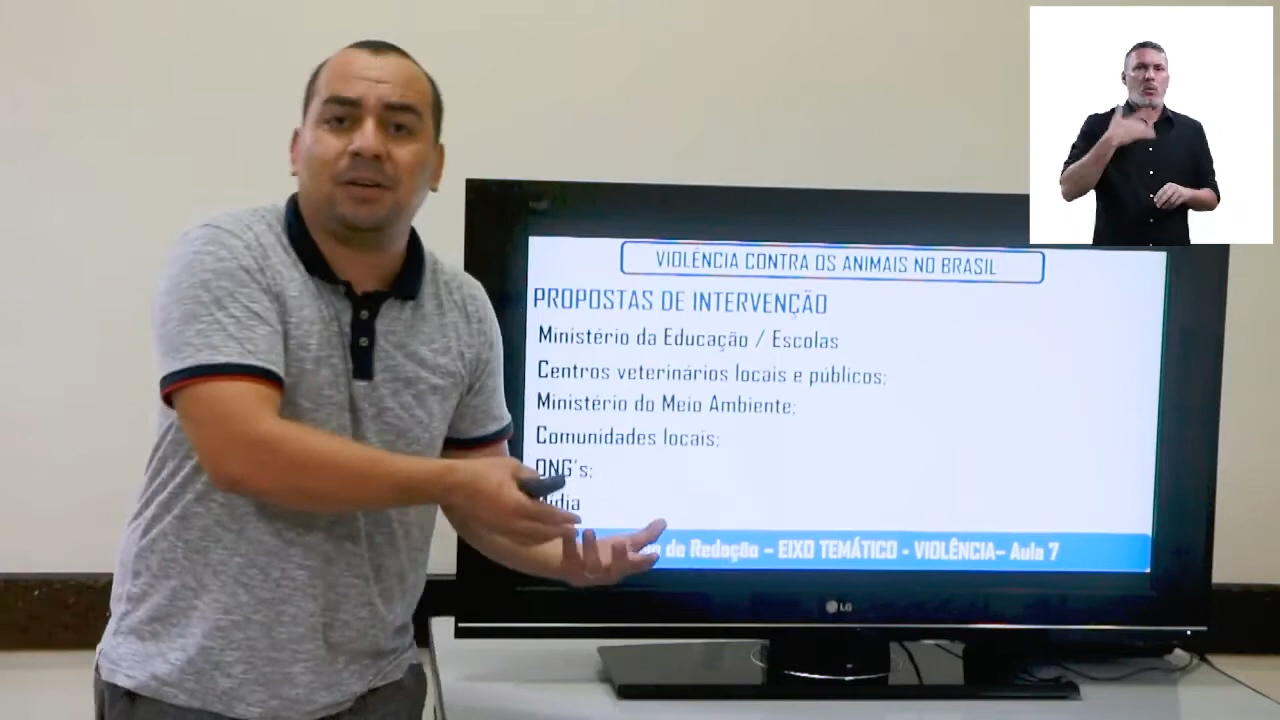 VIOLÊNCIA CONTRA OS ANIMAIS NO BRASIL
PROPOSTAS DE INTERVENÇÃO
Ministério da Educação / Escolas
Centros veterinários locais e públicos;
Ministério do Meio Ambiente;
Comunidades locais;
ONG's;
de Redação – EIXO TEMÁTICO - VIOLÊNCIA– Aula 7
LG